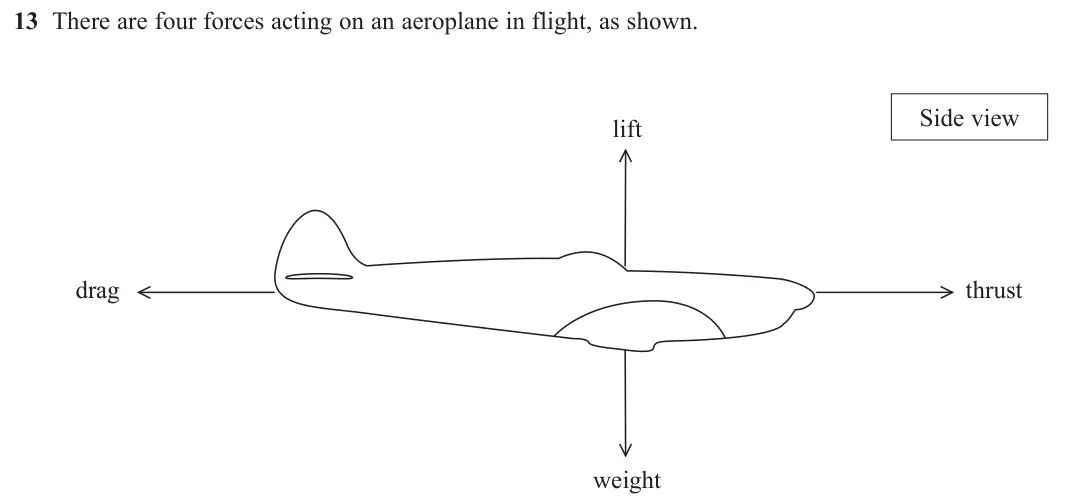 13 There are four forces acting on an aeroplane in flight, as shown.
Side view
lift
drag
thrust
weight